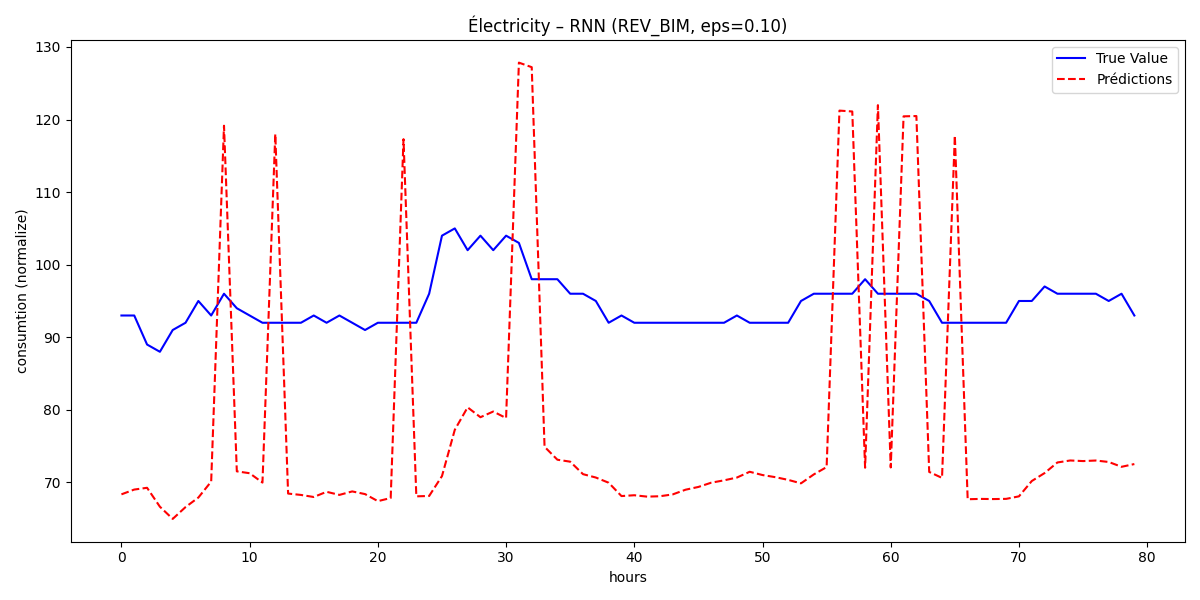 Électricity – RNN (REV_BIM, eps=0.10)
True Value
Prédictions
consumtion (normalize)
130
120
110
100
90
80
70
0 10 20 30 40 50 60 70 80
hours